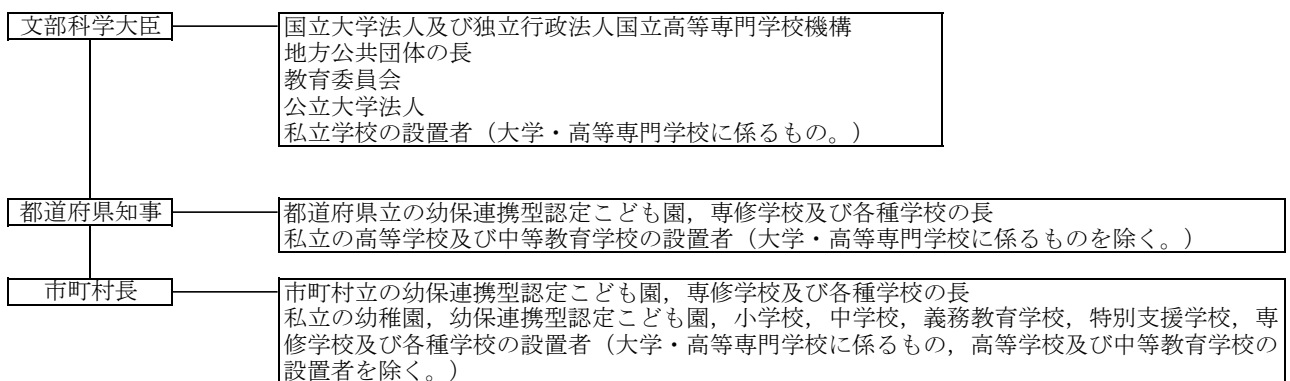 文部科学大臣
国立大学法人及び独立行政法人国立高等専門学校機構
地方公共団体の長
教育委員会
公立大学法人
私立学校の設置者（大学・高等専門学校に係るもの。）
都道府県知事
都道府県立の幼保連携型認定こども園，専修学校及び各種学校の長
私立の高等学校及び中等教育学校の設置者（大学・高等専門学校に係るものを除く。）
市町村長
市町村立の幼保連携型認定こども園，専修学校及び各種学校の長
私立の幼稚園，幼保連携型認定こども園，小学校，中学校，義務教育学校，特別支援学校，専
修学校及び各種学校の設置者（大学・高等専門学校に係るもの，高等学校及び中等教育学校の
設置者を除く。）